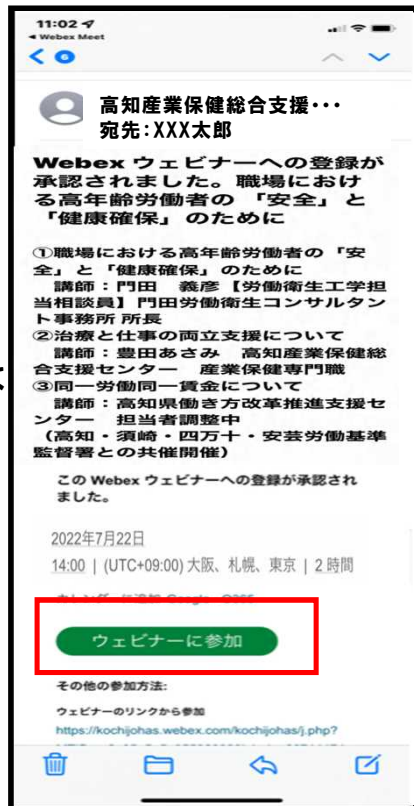 11:02
◀ Webex Meet
6
高知産業保健総合支援・・・
宛先：XXX太郎
Webex ウェビナーへの登録が
承認されました。職場におけ
る高年齢労働者の 「安全」と
「健康確保」のために
①職場における高年齢労働者の「安
全」と「健康確保」のために
講師：門田 義彦【労働衛生工学担
当相談員】門田労働衛生コンサルタン
ト事務所 所長
②治療と仕事の両立支援について
講師：豊田あさみ 高知産業保健総
合支援センター 産業保健専門職
③同一労働同一賃金について
講師：高知県働き方改革推進支援セ
ンター 担当者調整中
（高知・須崎・四万十・安芸労働基準
監督署との共催開催）
この Webex ウェビナーへの登録が承認され
ました。
2022年7月22日
14:00 | (UTC+09:00) 大阪、札幌、東京 | 2 時間
ウェビナーに参加
その他の参加方法:
ウェビナーのリンクから参加
https://kochijohas.webex.com/kochijohas/j.php?